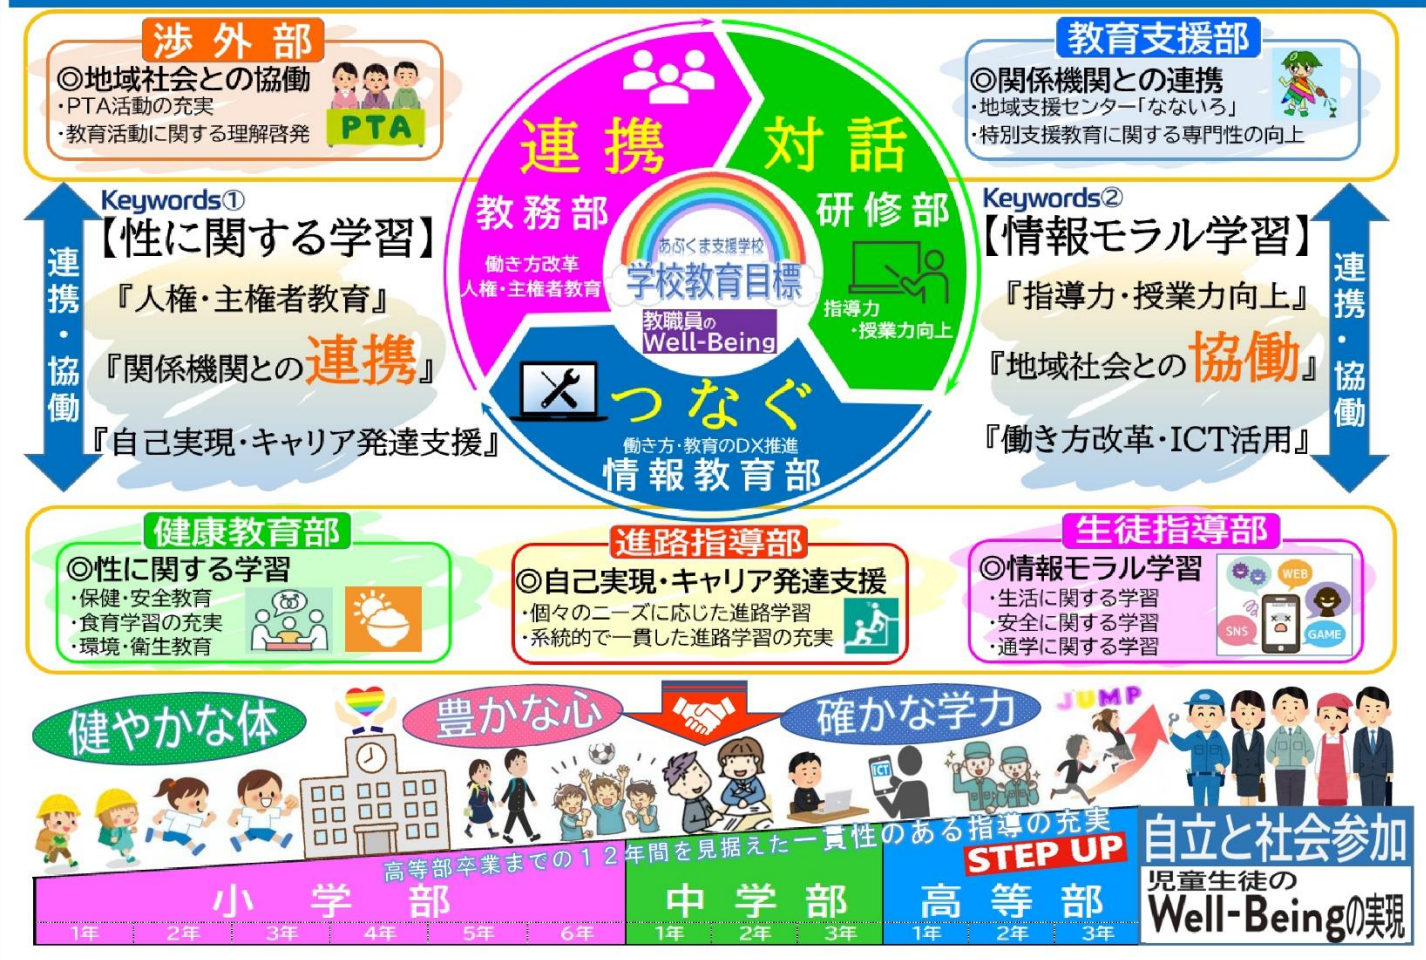 渉外部
◎地域社会との協働
・PTA活動の充実
・教育活動に関する理解啓発
PTA
教育支援部
◎関係機関との連携
・地域支援センター「なないろ」
・特別支援教育に関する専門性の向上
連携
教務部
働き方改革
人権・主権者教育
対話
研修部
指導力
・授業力向上
あぶくま支援学校
学校教育目標
教職員の
Well-Being
つなぐ
働き方・教育のDX推進
情報教育部
連携・協働
Keywords①
【性に関する学習】
『人権・主権者教育』
『関係機関との連携』
『自己実現・キャリア発達支援』
Keywords②
【情報モラル学習】
『指導力・授業力向上』
『地域社会との協働』
『働き方改革・ICT活用』
連携・協働
健康教育部
◎性に関する学習
・保健・安全教育
・食育学習の充実
・環境・衛生教育
進路指導部
◎自己実現・キャリア発達支援
・個々のニーズに応じた進路学習
・系統的で一貫した進路学習の充実
生徒指導部
◎情報モラル学習
・生活に関する学習
・安全に関する学習
・通学に関する学習
WEB
SNS
GAME
健やかな体
豊かな心
確かな学力
JUMP
ICT
高等部卒業までの12年間を見据えた一貫性のある指導の充実
STEP UP
小学部
1年 2年 3年 4年 5年 6年
中学部
1年 2年 3年
高等部
1年 2年 3年
自立と社会参加
児童生徒の
Well-Beingの実現